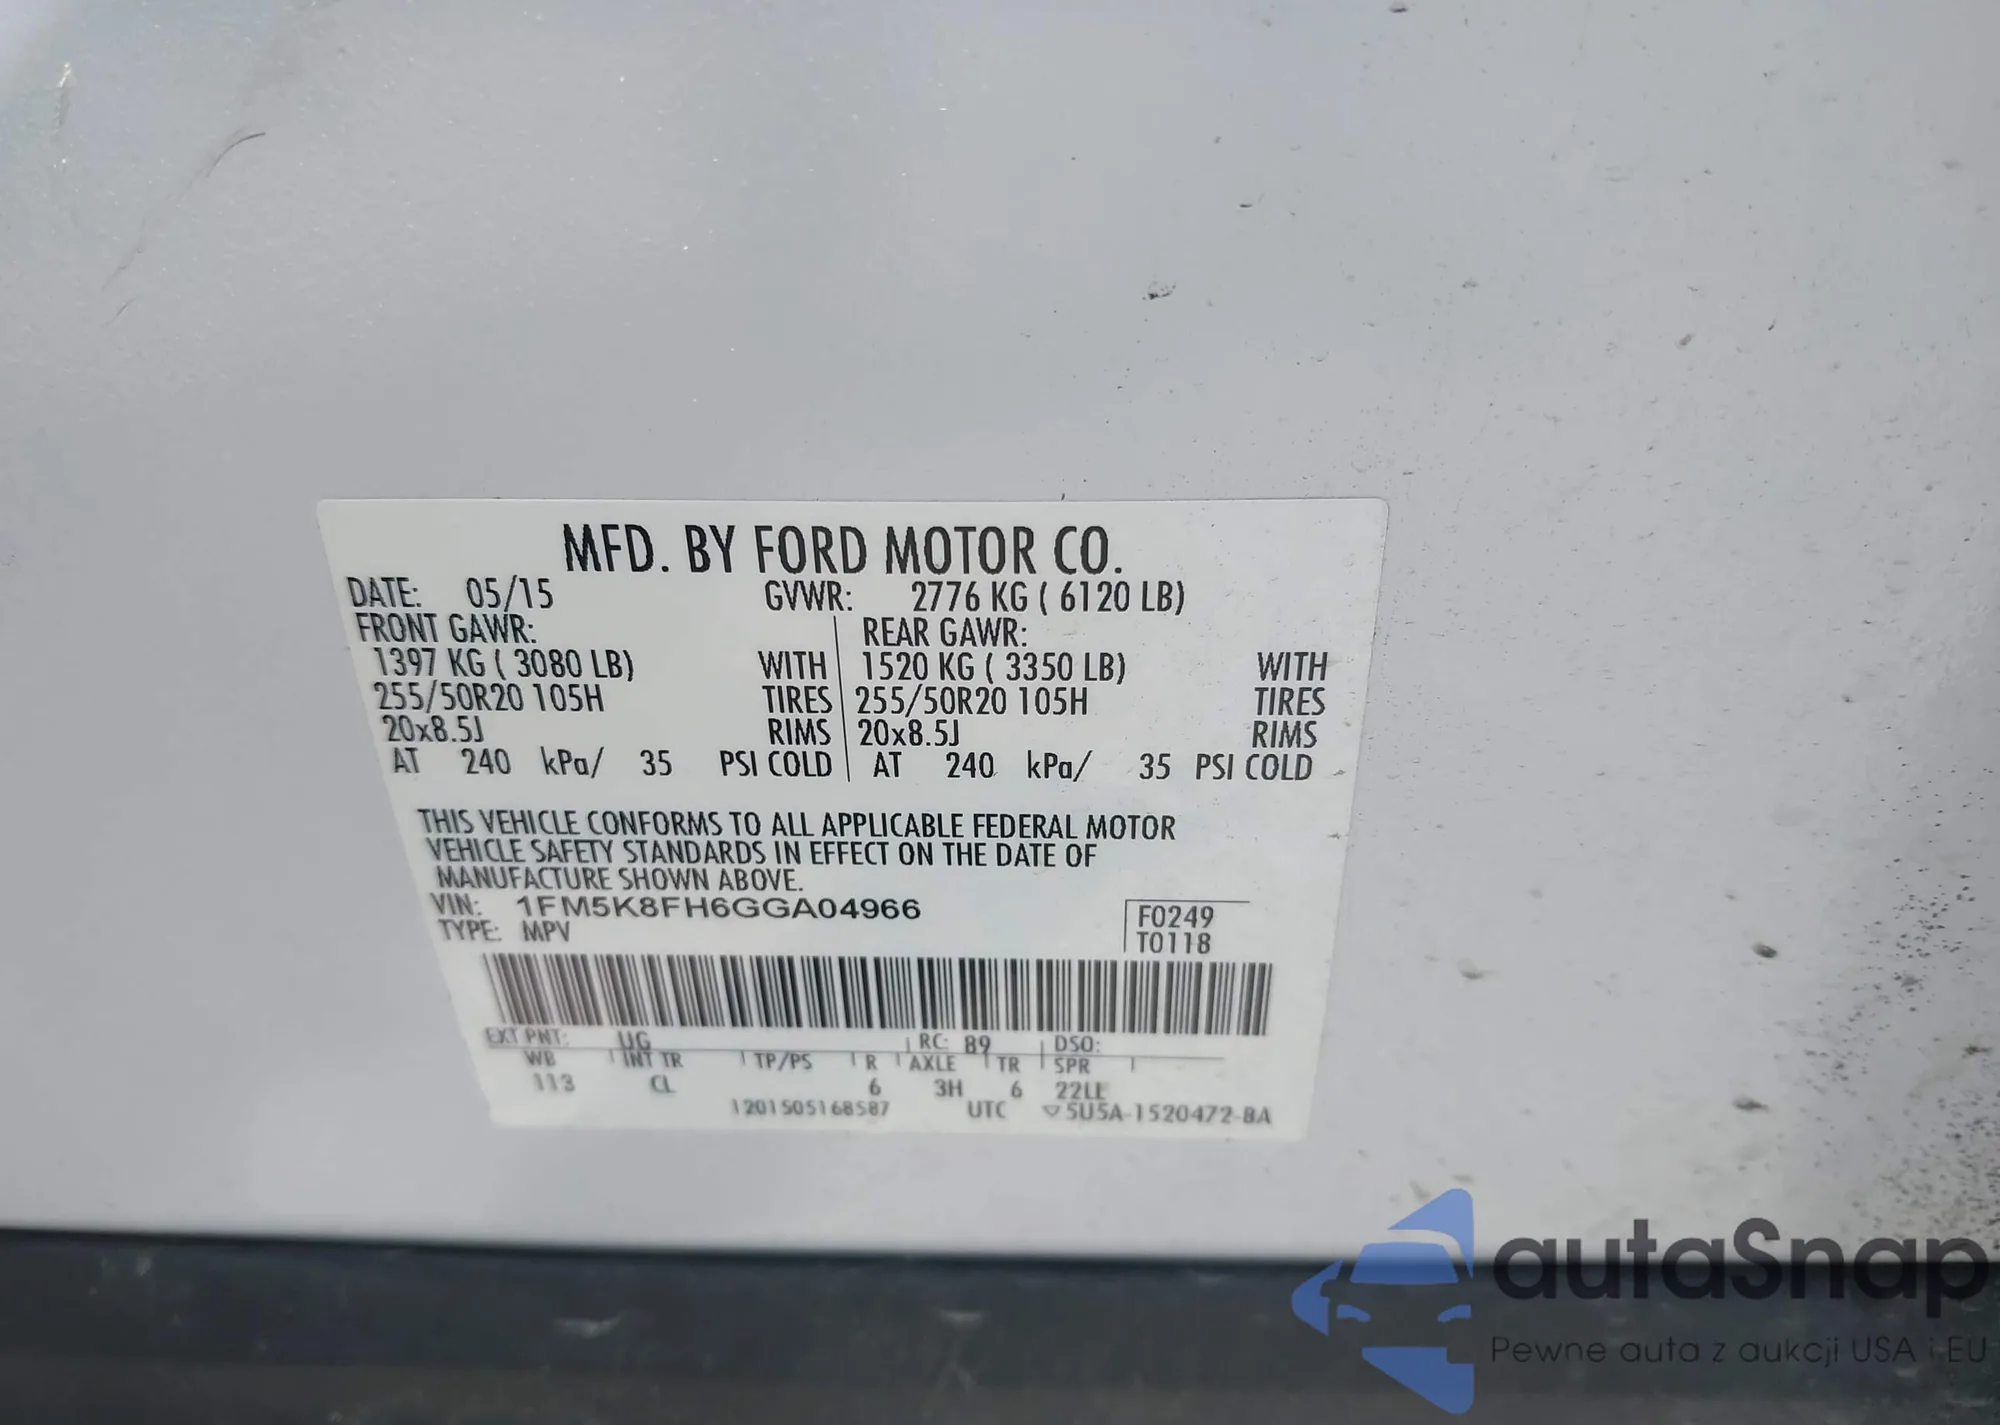 MFD. BY FORD MOTOR CO.
DATE: 05/15 GVWR: 2776 KG ( 6120 LB)
FRONT GAWR: REAR GAWR:
1397 KG ( 3080 LB) WITH 1520 KG ( 3350 LB) WITH
255/50R20 105H TIRES 255/50R20 105H TIRES
20x8.5J RIMS 20x8.5J RIMS
AT 240 kPa/ 35 PSI COLD AT 240 kPa/ 35 PSI COLD
THIS VEHICLE CONFORMS TO ALL APPLICABLE FEDERAL MOTOR
VEHICLE SAFETY STANDARDS IN EFFECT ON THE DATE OF
MANUFACTURE SHOWN ABOVE.
VIN: 1FM5K8FH6GGA04966
TYPE: MPV
F0249
T0118
EXT PNT: UG RC: 89 DSO:
WB INT TR TP/PS R AXLE TR SPR
113 CL 6 3H 6 22LE
1201505168587 UTC ▽5U5A-1520472-BA
autaSnap
Pewne auta z aukcji USA i EU